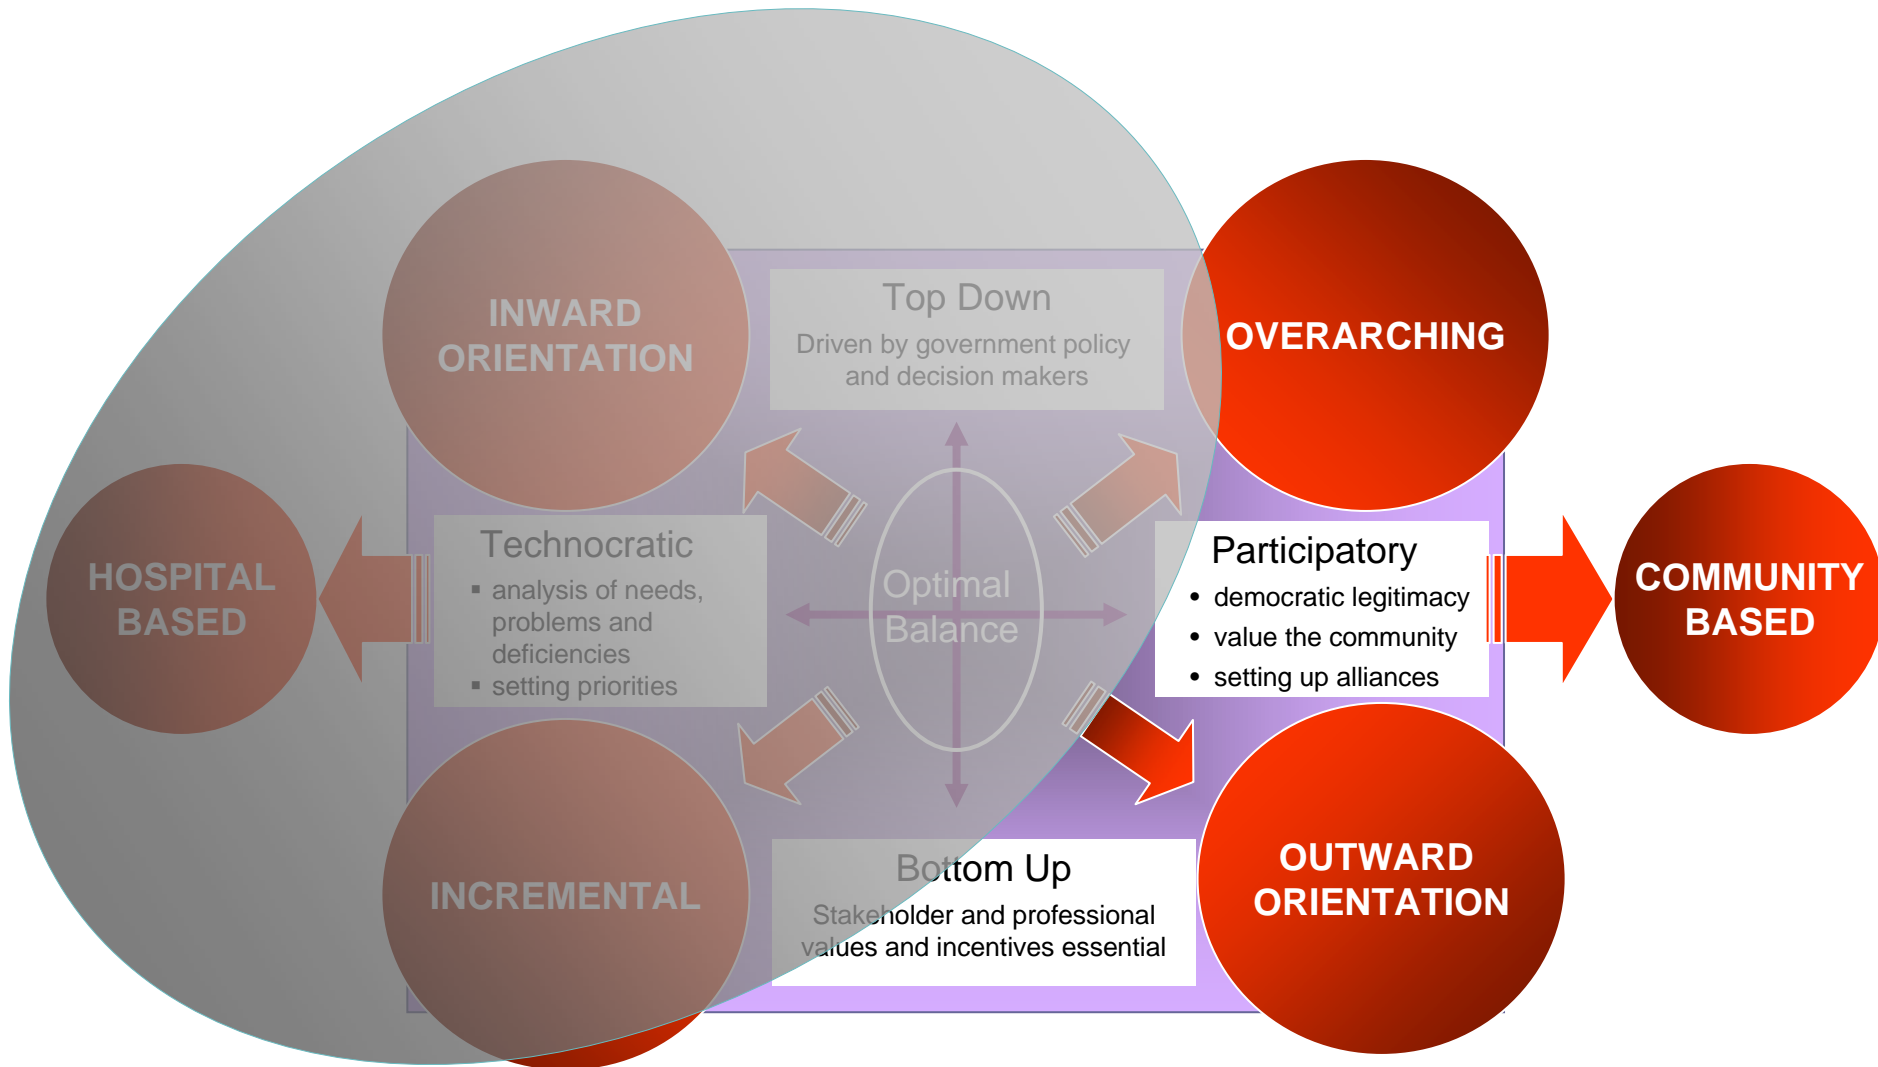 INWARD
ORIENTATION
Top Down
Driven by government policy
and decision makers
OVERARCHING
HOSPITAL
BASED
Technocratic
▪ analysis of needs,
problems and
deficiencies
▪ setting priorities
Optimal
Balance
Participatory
• democratic legitimacy
• value the community
• setting up alliances
COMMUNITY
BASED
INCREMENTAL
Bottom Up
Stakeholder and professional
values and incentives essential
OUTWARD
ORIENTATION